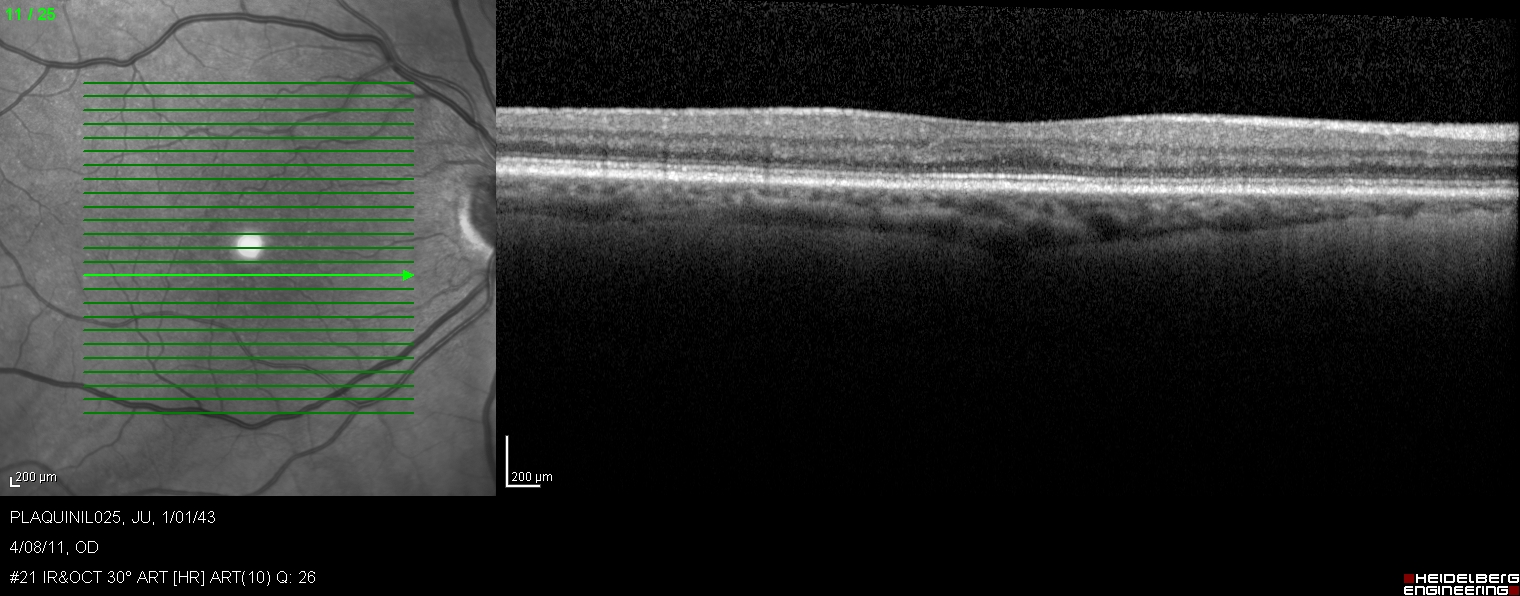 11 / 25
200 µm
200 µm
PLAQUINIL025, JU, 1/01/43
4/08/11, OD
#21 IR&OCT 30° ART [HR] ART(10) Q: 26
HEIDELBERG
ENGINEERING